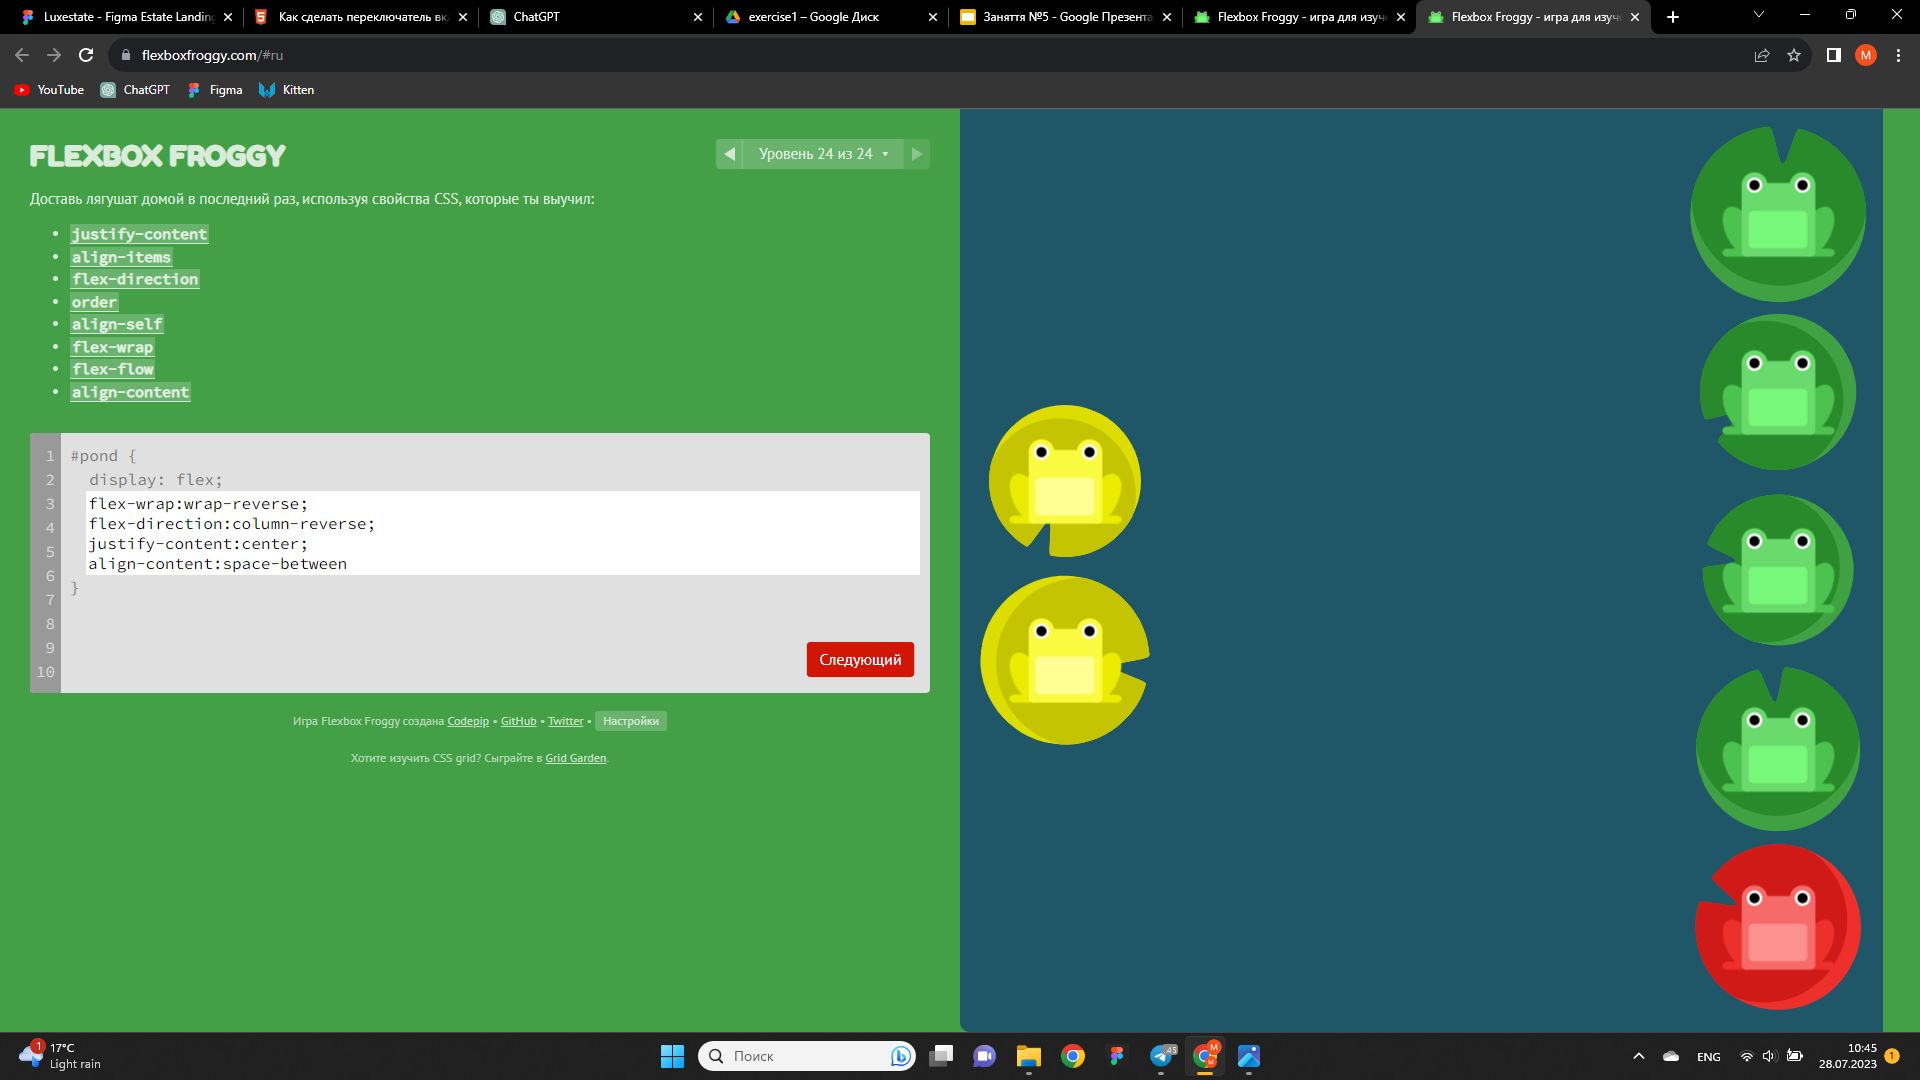 Luxestate - Figma Estate Landin
Как сделать переключатель вкл
ChatGPT
exercise1 – Google Диск
Заняття №5 - Google Презента
Flexbox Froggy - игра для изуч
Flexbox Froggy - игра для изуч
flexboxfroggy.com/#ru
M
YouTube
ChatGPT
Figma
Kitten
FLEXBOX FROGGY
Уровень 24 из 24
Доставь лягушат домой в последний раз, используя свойства CSS, которые ты выучил:
justify-content
align-items
flex-direction
order
align-self
flex-wrap
flex-flow
align-content
1 #pond {
2 display: flex;
3 flex-wrap:wrap-reverse;
4 flex-direction:column-reverse;
5 justify-content:center;
6 align-content:space-between
7 }
8
9
10
Следующий
Игра Flexbox Froggy создана Codepip • GitHub • Twitter • Настройки
Хотите изучить CSS grid? Сыграйте в Grid Garden.
1
17°C
Light rain
Поиск
45
M
ENG
10:45
28.07.2023
1